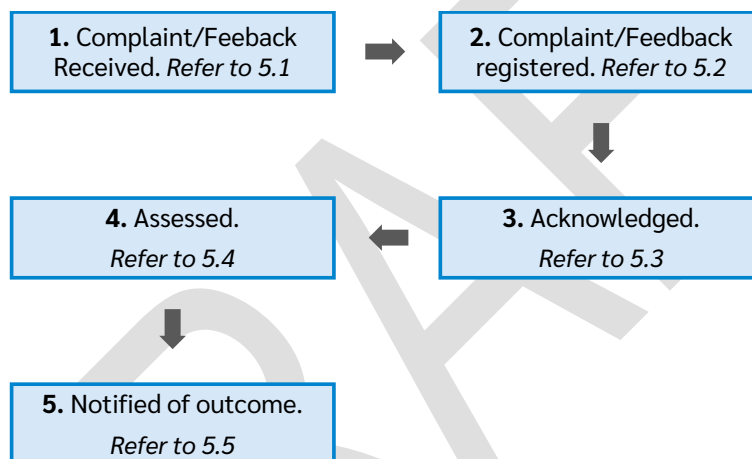 1. Complaint/Feeback
Received. Refer to 5.1
2. Complaint/Feedback
registered. Refer to 5.2
3. Acknowledged.
Refer to 5.3
4. Assessed.
Refer to 5.4
5. Notified of outcome.
Refer to 5.5